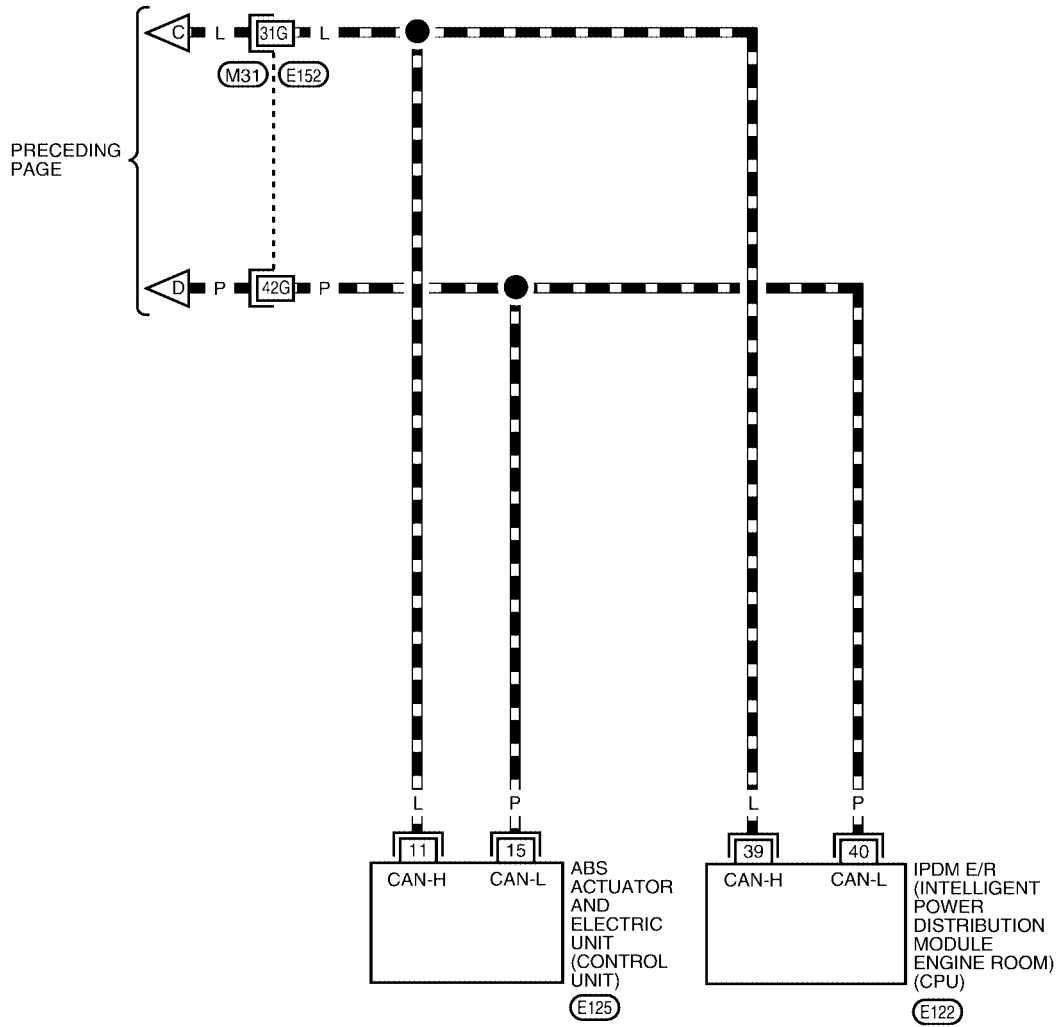 C L 31G L
M31 E152
PRECEDING
PAGE
D P 42G P
L P L P
11 15 39 40
CAN-H CAN-L CAN-H CAN-L
ABS
ACTUATOR
AND
ELECTRIC
UNIT
(CONTROL
UNIT)
E125
IPDM E/R
(INTELLIGENT
POWER
DISTRIBUTION
MODULE
ENGINE ROOM)
(CPU)
E122